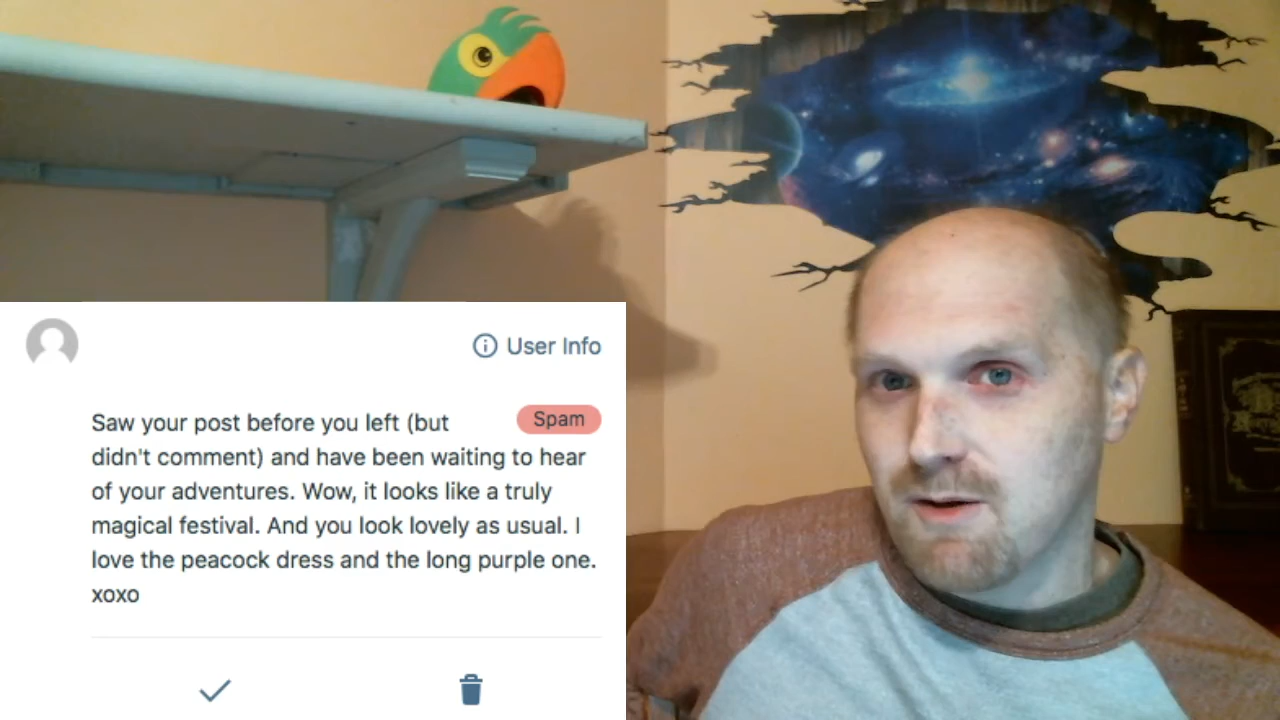 User Info
Spam
Saw your post before you left (but
didn't comment) and have been waiting to hear
of your adventures. Wow, it looks like a truly
magical festival. And you look lovely as usual. I
love the peacock dress and the long purple one.
xoxo